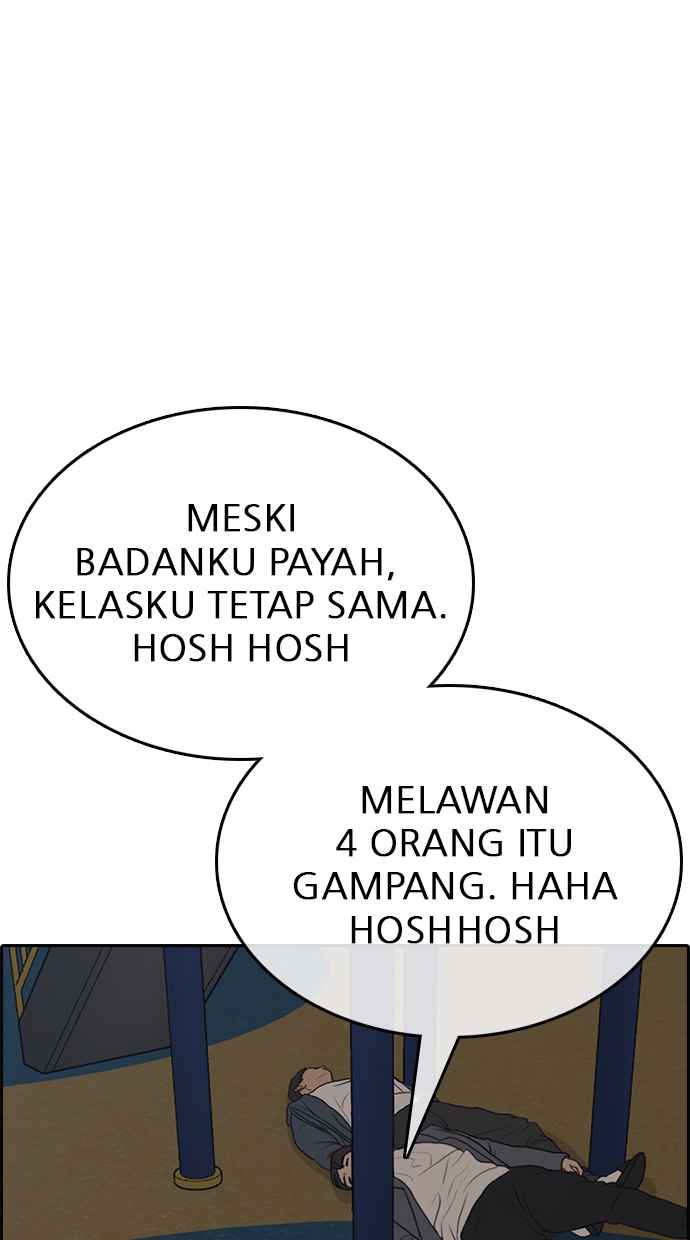 MESKI
BADANKU PAYAH,
KELASKU TETAP SAMA.
HOSH HOSH
MELAWAN
4 ORANG ITU
GAMPANG. HAHA
HOSHHOSH